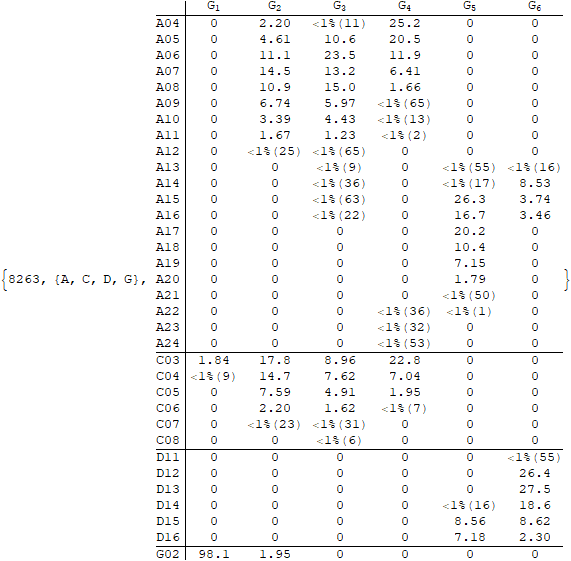 G1 G2 G3 G4 G5 G6
A04 0 2.20 <1%(11) 25.2 0 0
A05 0 4.61 10.6 20.5 0 0
A06 0 11.1 23.5 11.9 0 0
A07 0 14.5 13.2 6.41 0 0
A08 0 10.9 15.0 1.66 0 0
A09 0 6.74 5.97 <1%(65) 0 0
A10 0 3.39 4.43 <1%(13) 0 0
A11 0 1.67 1.23 <1%(2) 0 0
A12 0 <1%(25) <1%(65) 0 0 0
A13 0 0 <1%(9) 0 <1%(55) <1%(16)
A14 0 0 <1%(36) 0 <1%(17) 8.53
A15 0 0 <1%(63) 0 26.3 3.74
A16 0 0 <1%(22) 0 16.7 3.46
A17 0 0 0 0 20.2 0
A18 0 0 0 0 10.4 0
A19 0 0 0 0 7.15 0
{8263, {A, C, D, G}, A20 0 0 0 0 1.79 0 }
A21 0 0 0 0 <1%(50) 0
A22 0 0 0 <1%(36) <1%(1) 0
A23 0 0 0 <1%(32) 0 0
A24 0 0 0 <1%(53) 0 0
C03 1.84 17.8 8.96 22.8 0 0
C04 <1%(9) 14.7 7.62 7.04 0 0
C05 0 7.59 4.91 1.95 0 0
C06 0 2.20 1.62 <1%(7) 0 0
C07 0 <1%(23) <1%(31) 0 0 0
C08 0 0 <1%(6) 0 0 0
D11 0 0 0 0 0 <1%(55)
D12 0 0 0 0 0 26.4
D13 0 0 0 0 0 27.5
D14 0 0 0 0 <1%(16) 18.6
D15 0 0 0 0 8.56 8.62
D16 0 0 0 0 7.18 2.30
G02 98.1 1.95 0 0 0 0